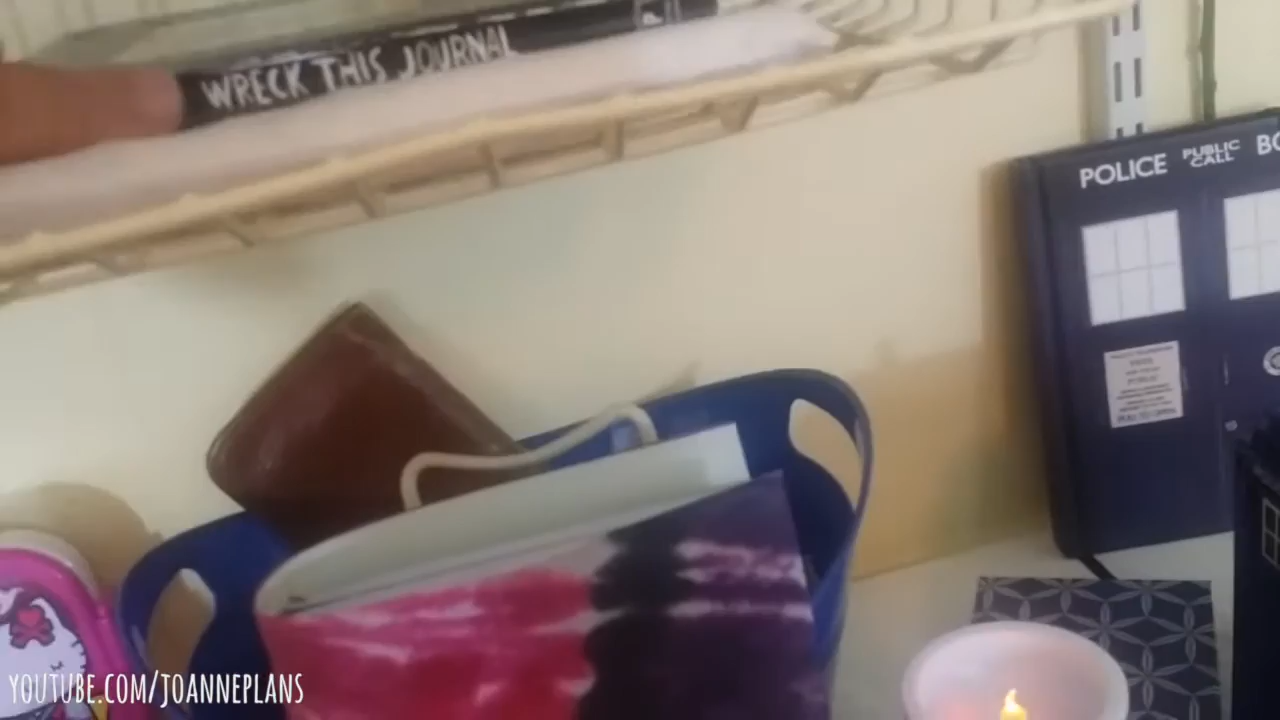 WRECK THIS JOURNAL
POLICE PUBLIC CALL BO
YOUTUBE.COM/JOANNEPLANS